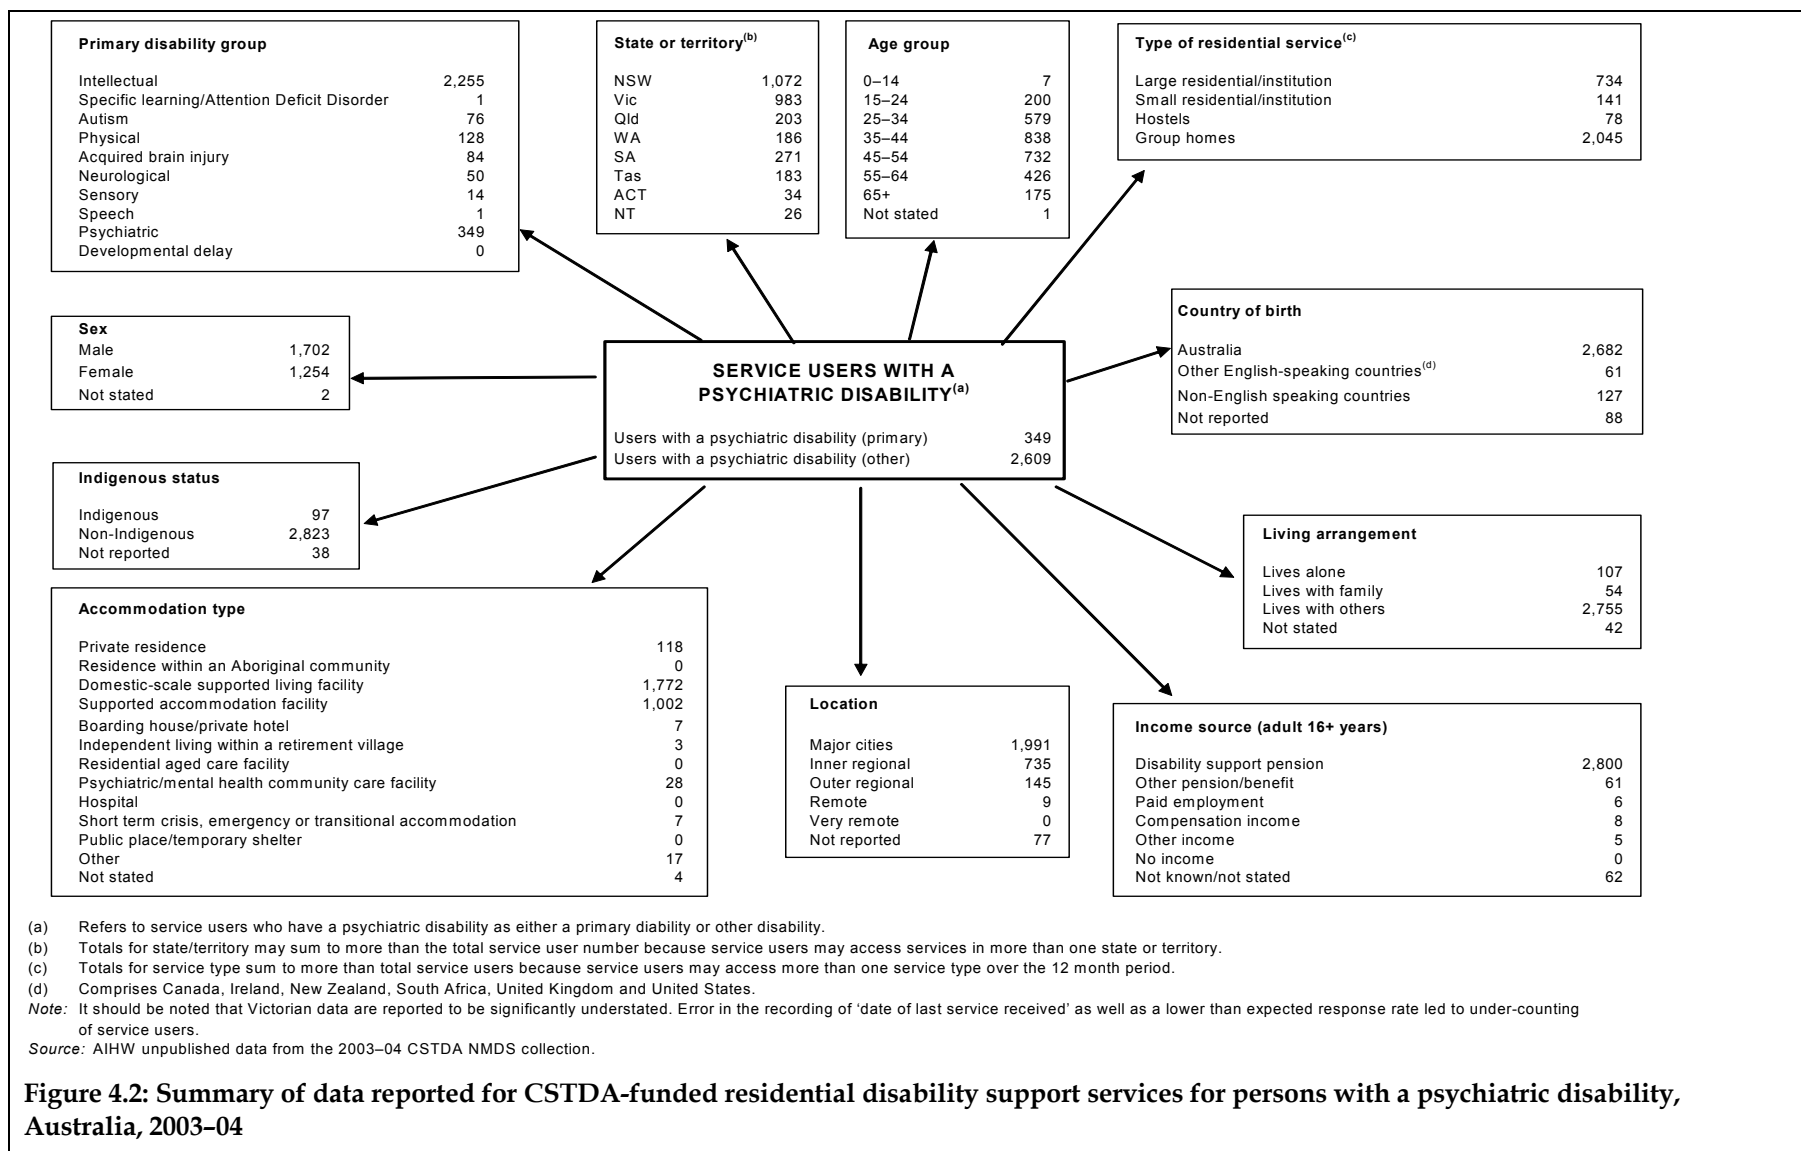 Primary disability group
Intellectual 2,255
Specific learning/Attention Deficit Disorder 1
Autism 76
Physical 128
Acquired brain injury 84
Neurological 50
Sensory 14
Speech 1
Psychiatric 349
Developmental delay 0
State or territory(b)
NSW 1,072
Vic 983
Qld 203
WA 186
SA 271
Tas 183
ACT 34
NT 26
Age group
0–14 7
15–24 200
25–34 579
35–44 838
45–54 732
55–64 426
65+ 175
Not stated 1
Type of residential service(c)
Large residential/institution 734
Small residential/institution 141
Hostels 78
Group homes 2,045
Sex
Male 1,702
Female 1,254
Not stated 2
SERVICE USERS WITH A
PSYCHIATRIC DISABILITY(a)
Users with a psychiatric disability (primary) 349
Users with a psychiatric disability (other) 2,609
Country of birth
Australia 2,682
Other English-speaking countries(d) 61
Non-English speaking countries 127
Not reported 88
Indigenous status
Indigenous 97
Non-Indigenous 2,823
Not reported 38
Living arrangement
Lives alone 107
Lives with family 54
Lives with others 2,755
Not stated 42
Accommodation type
Private residence 118
Residence within an Aboriginal community 0
Domestic-scale supported living facility 1,772
Supported accommodation facility 1,002
Boarding house/private hotel 7
Independent living within a retirement village 3
Residential aged care facility 0
Psychiatric/mental health community care facility 28
Hospital 0
Short term crisis, emergency or transitional accommodation 7
Public place/temporary shelter 0
Other 17
Not stated 4
Location
Major cities 1,991
Inner regional 735
Outer regional 145
Remote 9
Very remote 0
Not reported 77
Income source (adult 16+ years)
Disability support pension 2,800
Other pension/benefit 61
Paid employment 6
Compensation income 8
Other income 5
No income 0
Not known/not stated 62
(a) Refers to service users who have a psychiatric disability as either a primary diability or other disability.
(b) Totals for state/territory may sum to more than the total service user number because service users may access services in more than one state or territory.
(c) Totals for service type sum to more than total service users because service users may access more than one service type over the 12 month period.
(d) Comprises Canada, Ireland, New Zealand, South Africa, United Kingdom and United States.
Note: It should be noted that Victorian data are reported to be significantly understated. Error in the recording of ‘date of last service received’ as well as a lower than expected response rate led to under-counting
of service users.
Source: AIHW unpublished data from the 2003–04 CSTDA NMDS collection.
Figure 4.2: Summary of data reported for CSTDA-funded residential disability support services for persons with a psychiatric disability,
Australia, 2003–04